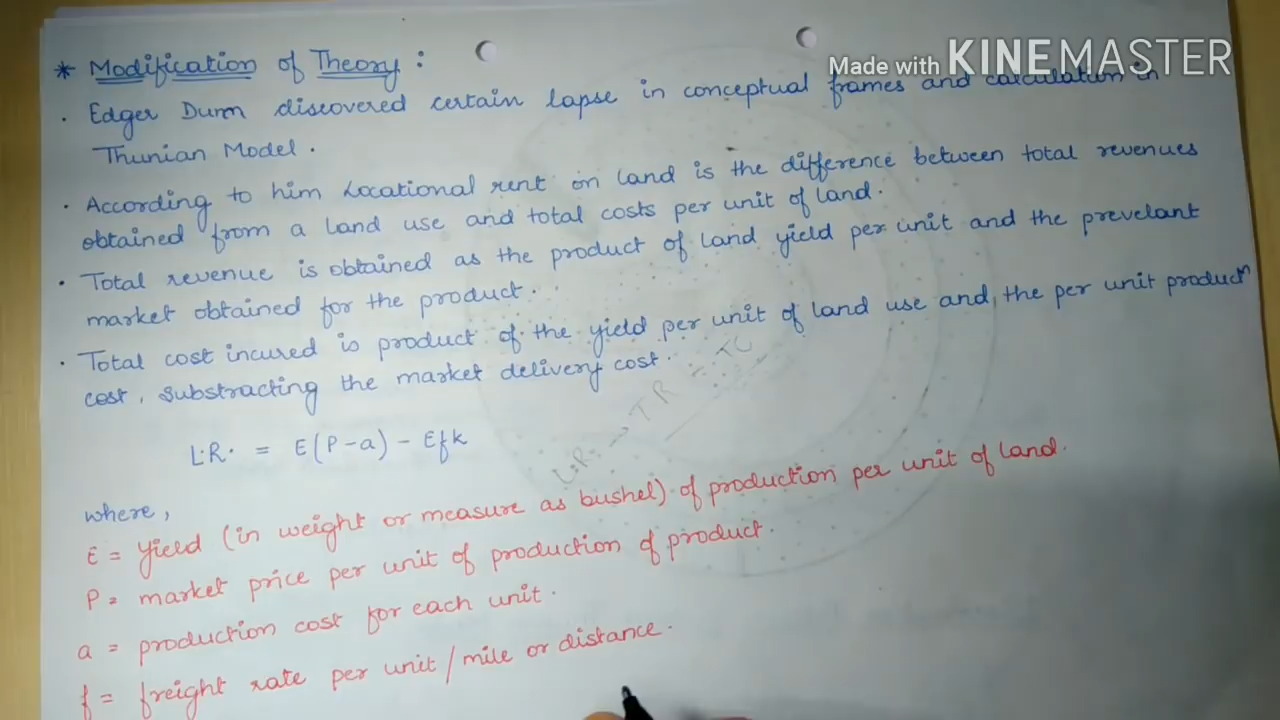 Made with KINEMASTER
* Modification of Theory :
. Edger Dunn discovered certain lapse in conceptual frames and calculation in
Thunian Model .
. According to him Locational rent on land is the difference between total revenues
obtained from a land use and total costs per unit of land.
. Total revenue is obtained as the product of land yield per unit and the prevelant
market obtained for the product .
. Total cost incured is product of the yield per unit of land use and, the per unit productn
cost, substracting the market delivery cost.
L.R. = E(P-a) - Efk
L.R. → TR - TC
where,
E = yield (in weight or measure as bushel) of production per unit of land.
P = market price per unit of production of product.
a = production cost for each unit.
f = freight rate per unit / mile or distance.